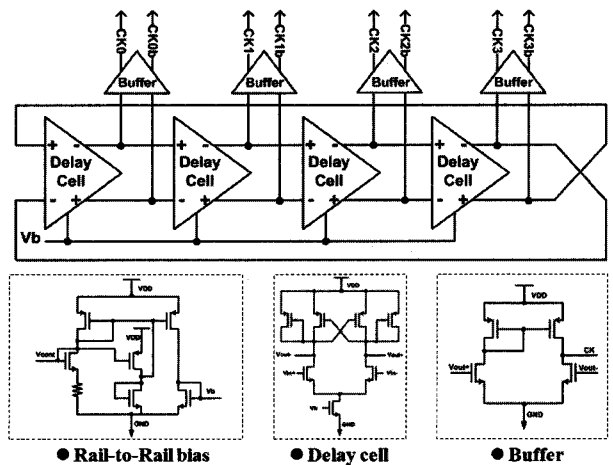 CK0 CK0b CK1 CK1b CK2 CK2b CK3 CK3b
Buffer Buffer Buffer Buffer
+ - + - + - + -
Delay Cell Delay Cell Delay Cell Delay Cell
- + - + - + - +
Vb
VDD VDD VDD
VDD
Vcont Vout- Vout+ CK
Vin+ Vin- Vout+ Vout-
Vb Vb
GND GND GND
● Rail-to-Rail bias ● Delay cell ● Buffer